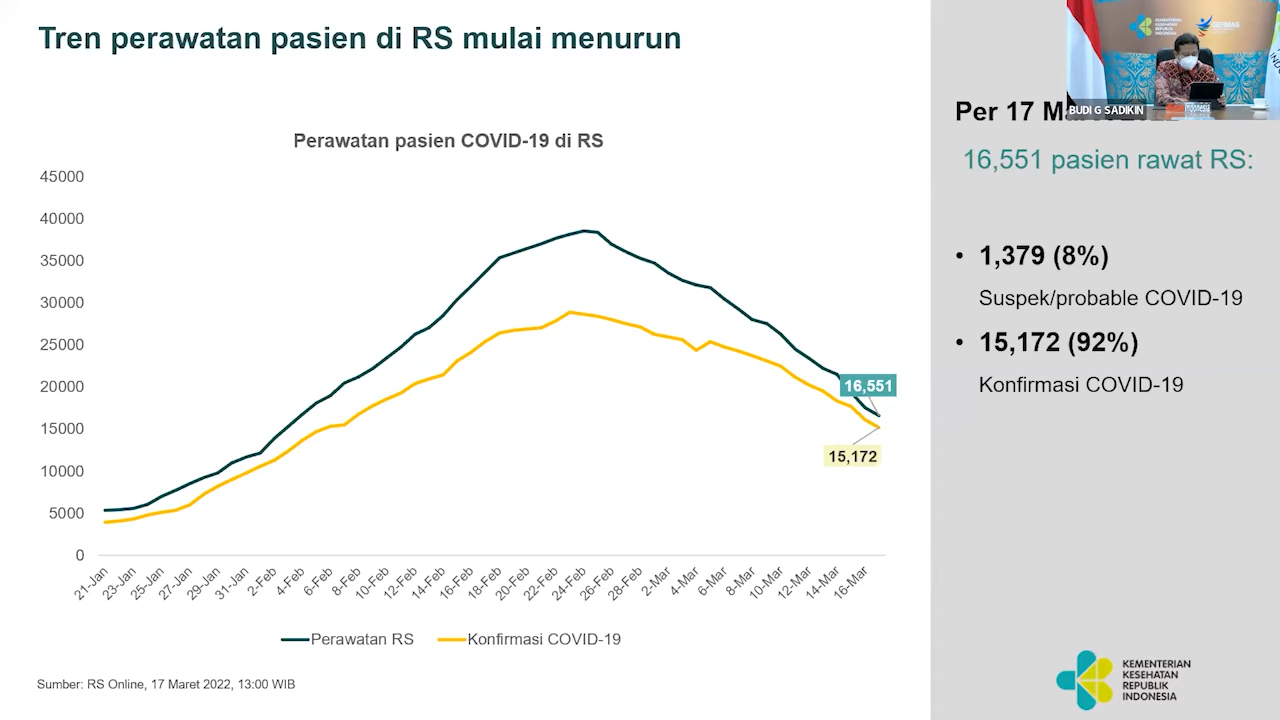 Tren perawatan pasien di RS mulai menurun
Perawatan pasien COVID-19 di RS
45000
40000
35000
30000
25000
20000
15000
10000
5000
0
16,551
15,172
21-Jan
23-Jan
25-Jan
27-Jan
29-Jan
31-Jan
2-Feb
4-Feb
6-Feb
8-Feb
10-Feb
12-Feb
14-Feb
16-Feb
18-Feb
20-Feb
22-Feb
24-Feb
26-Feb
28-Feb
2-Mar
4-Mar
6-Mar
8-Mar
10-Mar
12-Mar
14-Mar
16-Mar
Perawatan RS
Konfirmasi COVID-19
Sumber: RS Online, 17 Maret 2022, 13:00 WIB
KEMENTERIAN
KESEHATAN
REPUBLIK
INDONESIA
GERMAS
BUDI G SADIKIN
Indonesia
Per 17
16,551 pasien rawat RS:
• 1,379 (8%)
Suspek/probable COVID-19
• 15,172 (92%)
Konfirmasi COVID-19
KEMENTERIAN
KESEHATAN
REPUBLIK
INDONESIA